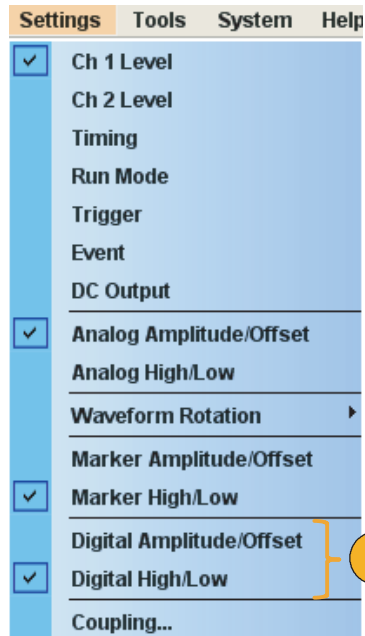 Settings Tools System Help
Ch 1 Level
Ch 2 Level
Timing
Run Mode
Trigger
Event
DC Output
Analog Amplitude/Offset
Analog High/Low
Waveform Rotation
Marker Amplitude/Offset
Marker High/Low
Digital Amplitude/Offset
Digital High/Low
Coupling...